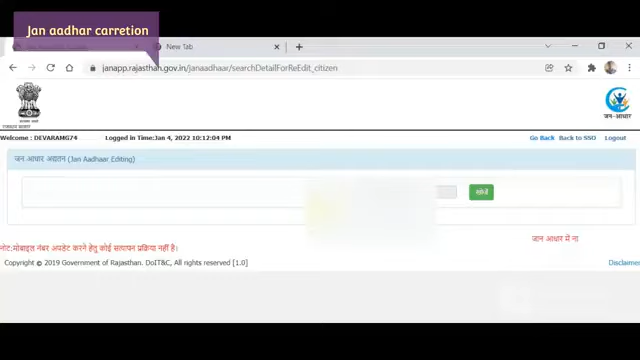 Jan aadhar carretion
New Tab
janapp.rajasthan.gov.in/janaadhaar/searchDetailForReEdit_citizen
जन-आधार
Welcome : DEVARAMG74 Logged in Time:Jan 4, 2022 10:12:04 PM Go Back Back to SSO Logout
जन आधार अद्यतन (Jan Aadhaar Editing)
खोजें
जान आधार में ना
नोट:मोबाइल नंबर अपडेट करने हेतु कोई सत्यापन प्रक्रिया नहीं है।
Copyright © 2019 Government of Rajasthan. DoIT&C, All rights reserved [1.0] Disclaimer